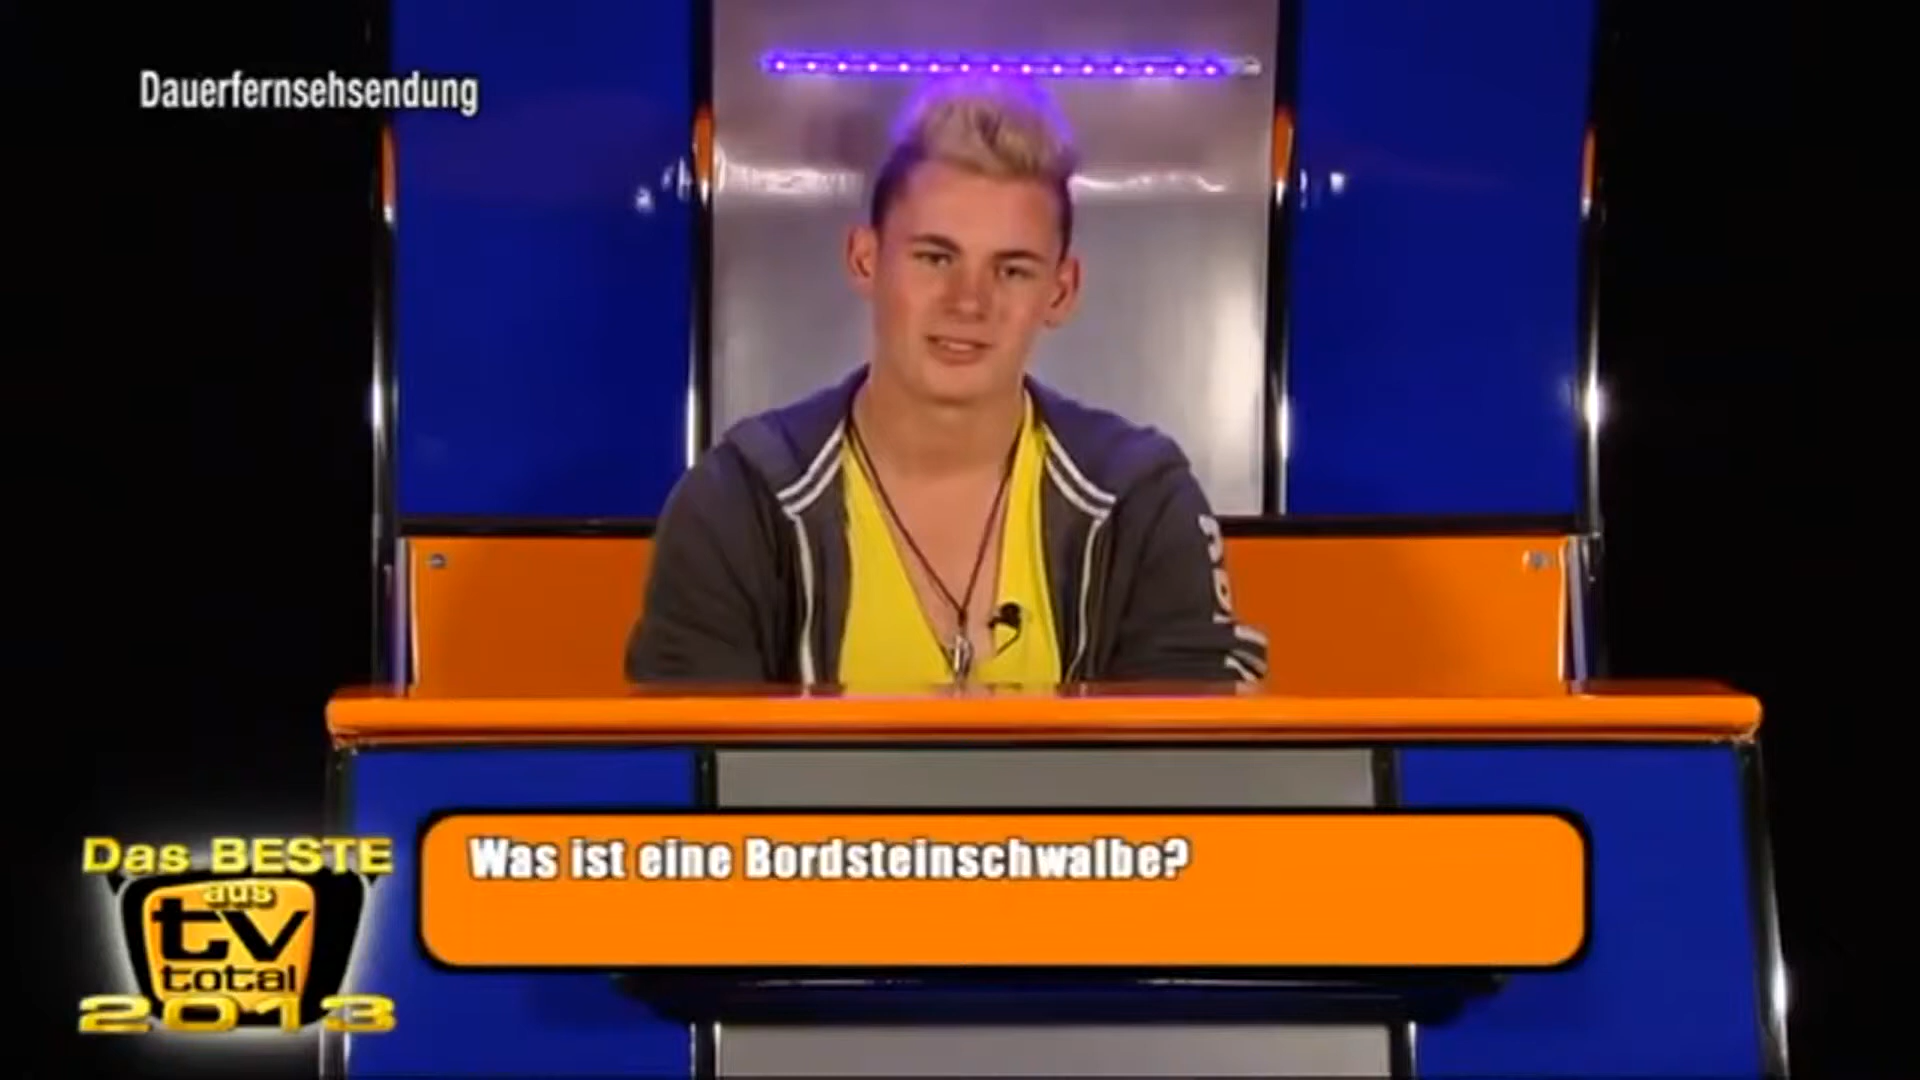 Dauerfernsehsendung
Was ist eine Bordsteinschwalbe?
Das BESTE
aus
tv
total
2013